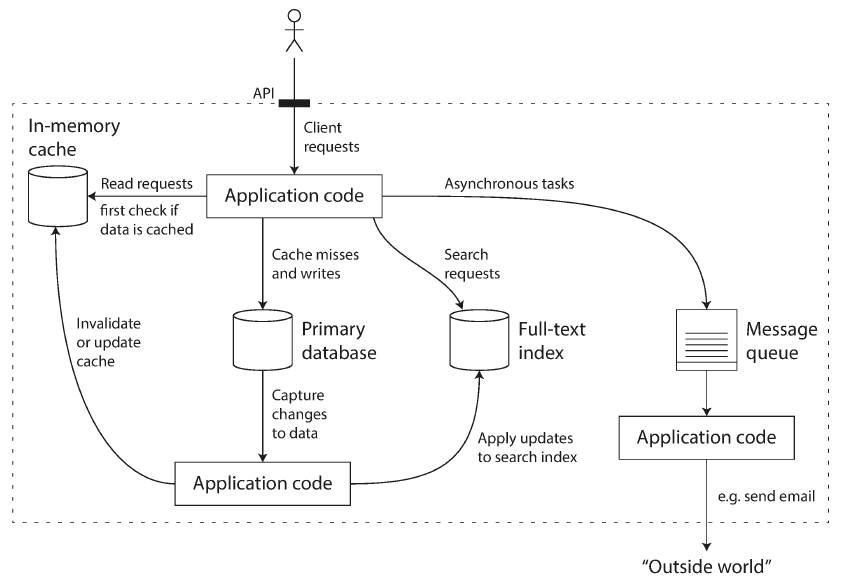 API
Client
requests
In-memory
cache
Read requests
first check if
data is cached
Application code
Asynchronous tasks
Cache misses
and writes
Search
requests
Invalidate
or update
cache
Primary
database
Full-text
index
Message
queue
Capture
changes
to data
Apply updates
to search index
Application code
Application code
e.g. send email
“Outside world”